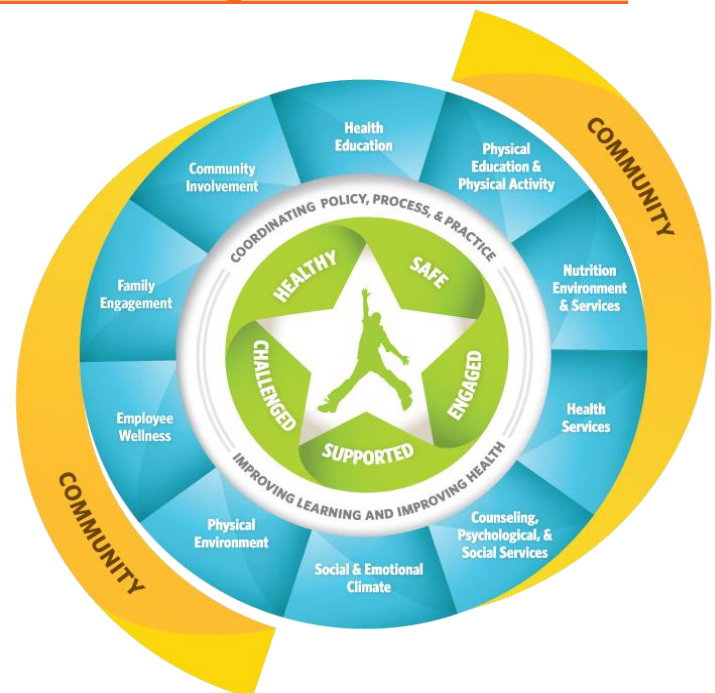 COMMUNITY
Health
Education
Physical
Education &
Physical Activity
Nutrition
Environment
& Services
Health
Services
Counseling,
Psychological, &
Social Services
Social & Emotional
Climate
Physical
Environment
Employee
Wellness
Family
Engagement
Community
Involvement
COORDINATING POLICY, PROCESS, & PRACTICE
HEALTHY
SAFE
ENGAGED
SUPPORTED
CHALLENGED
IMPROVING LEARNING AND IMPROVING HEALTH
COMMUNITY